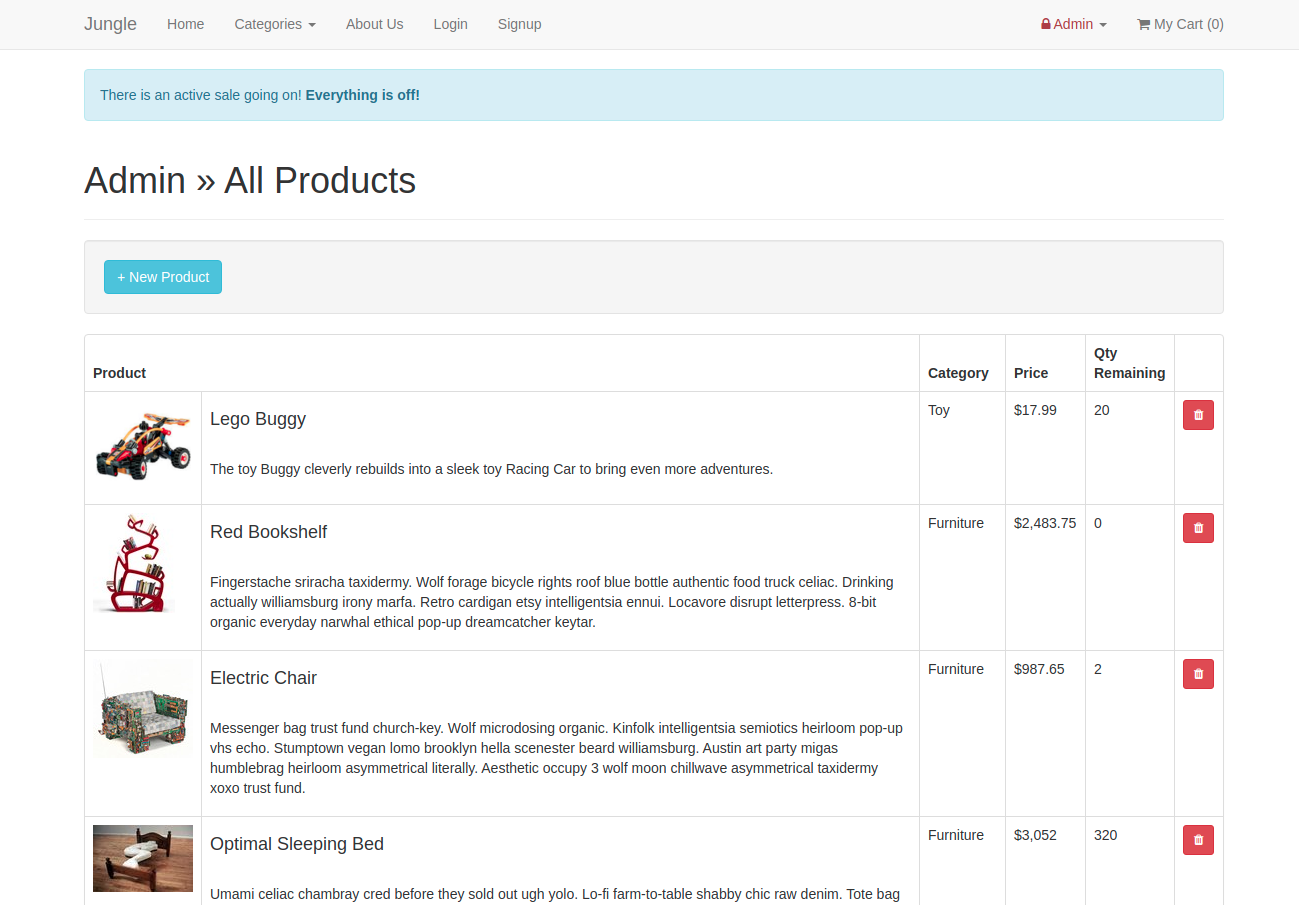 Jungle Home Categories About Us Login Signup Admin My Cart (0)
There is an active sale going on! Everything is off!
Admin » All Products
+ New Product
Product Category Price Qty Remaining
Lego Buggy Toy $17.99 20
The toy Buggy cleverly rebuilds into a sleek toy Racing Car to bring even more adventures.
Red Bookshelf Furniture $2,483.75 0
Fingerstache sriracha taxidermy. Wolf forage bicycle rights roof blue bottle authentic food truck celiac. Drinking
actually williamsburg irony marfa. Retro cardigan etsy intelligentsia ennui. Locavore disrupt letterpress. 8-bit
organic everyday narwhal ethical pop-up dreamcatcher keytar.
Electric Chair Furniture $987.65 2
Messenger bag trust fund church-key. Wolf microdosing organic. Kinfolk intelligentsia semiotics heirloom pop-up
vhs echo. Stumptown vegan lomo brooklyn hella scenester beard williamsburg. Austin art party migas
humblebrag heirloom asymmetrical literally. Aesthetic occupy 3 wolf moon chillwave asymmetrical taxidermy
xoxo trust fund.
Optimal Sleeping Bed Furniture $3,052 320
Umami celiac chambray cred before they sold out ugh yolo. Lo-fi farm-to-table shabby chic raw denim. Tote bag